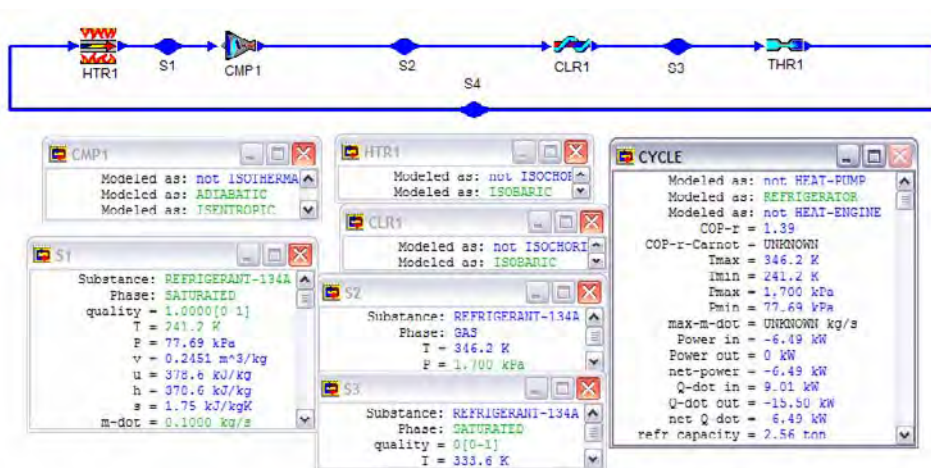 HTR1
S1
CMP1
S2
S4
CLR1
S3
THR1
CMP1
Modeled as: not ISOTHERMA
Modeled as: ADIABATIC
Modeled as: ISENTROPIC
HTR1
Modeled as: not ISOCHOR
Modeled as: ISOBARIC
CLR1
Modeled as: not ISOCHORI
Modeled as: ISOBARIC
CYCLE
Modeled as: not HEAT-PUMP
Modeled as: REFRIGERATOR
Modeled as: not HEAT-ENGINE
COP-r = 1.39
COP-r-Carnot = UNKNOWN
Tmax = 346.2 K
Tmin = 241.2 K
Pmax = 1,700 kPa
Pmin = 77.69 kPa
max-m-dot = UNKNOWN kg/s
Power in = -6.49 kW
Power out = 0 kW
net-power = -6.49 kW
Q-dot in = 9.01 kW
Q-dot out = -15.50 kW
net Q-dot = -6.49 kW
refr capacity = 2.56 ton
S1
Substance: REFRIGERANT-134A
Phase: SATURATED
quality = 1.0000[0-1]
T = 241.2 K
P = 77.69 kPa
v = 0.2451 m^3/kg
u = 378.6 kJ/kg
h = 378.6 kJ/kg
s = 1.75 kJ/kgK
m-dot = 0.1000 kg/s
S2
Substance: REFRIGERANT-134A
Phase: GAS
T = 346.2 K
P = 1,700 kPa
S3
Substance: REFRIGERANT-134A
Phase: SATURATED
quality = 0[0-1]
T = 333.6 K